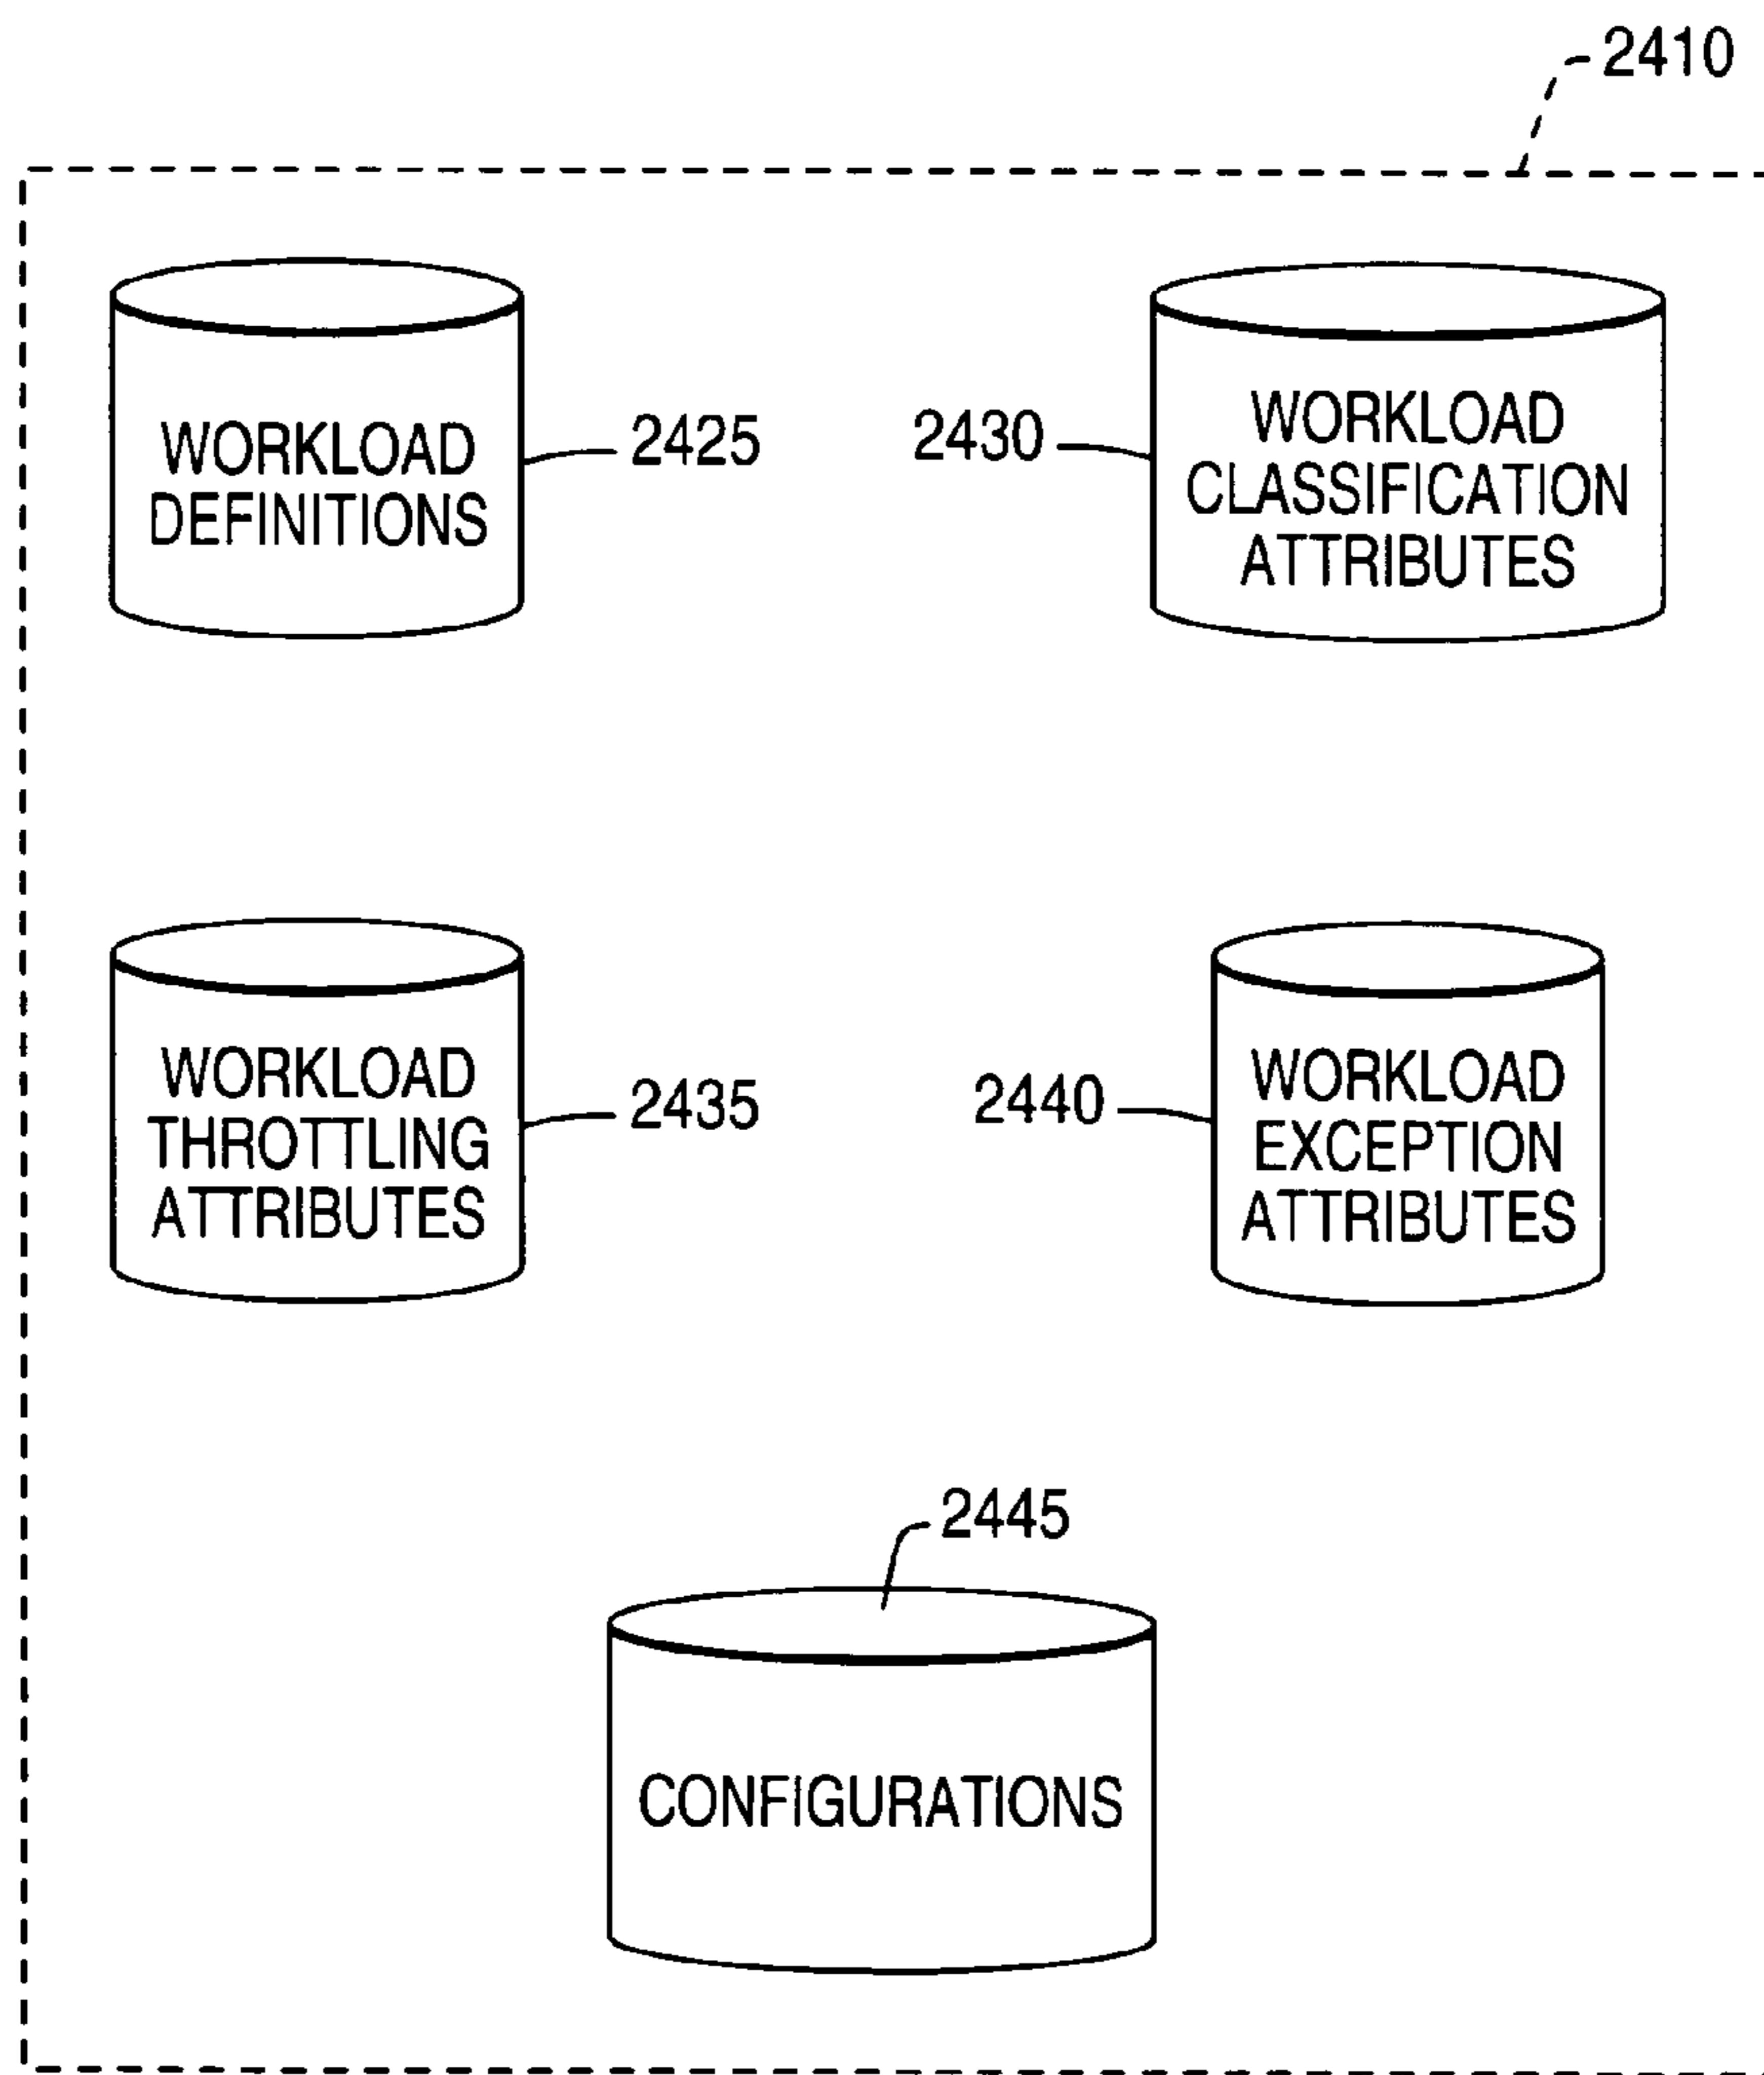 2410
WORKLOAD
DEFINITIONS
2425
2430
WORKLOAD
CLASSIFICATION
ATTRIBUTES
WORKLOAD
THROTTLING
ATTRIBUTES
2435
2440
WORKLOAD
EXCEPTION
ATTRIBUTES
2445
CONFIGURATIONS